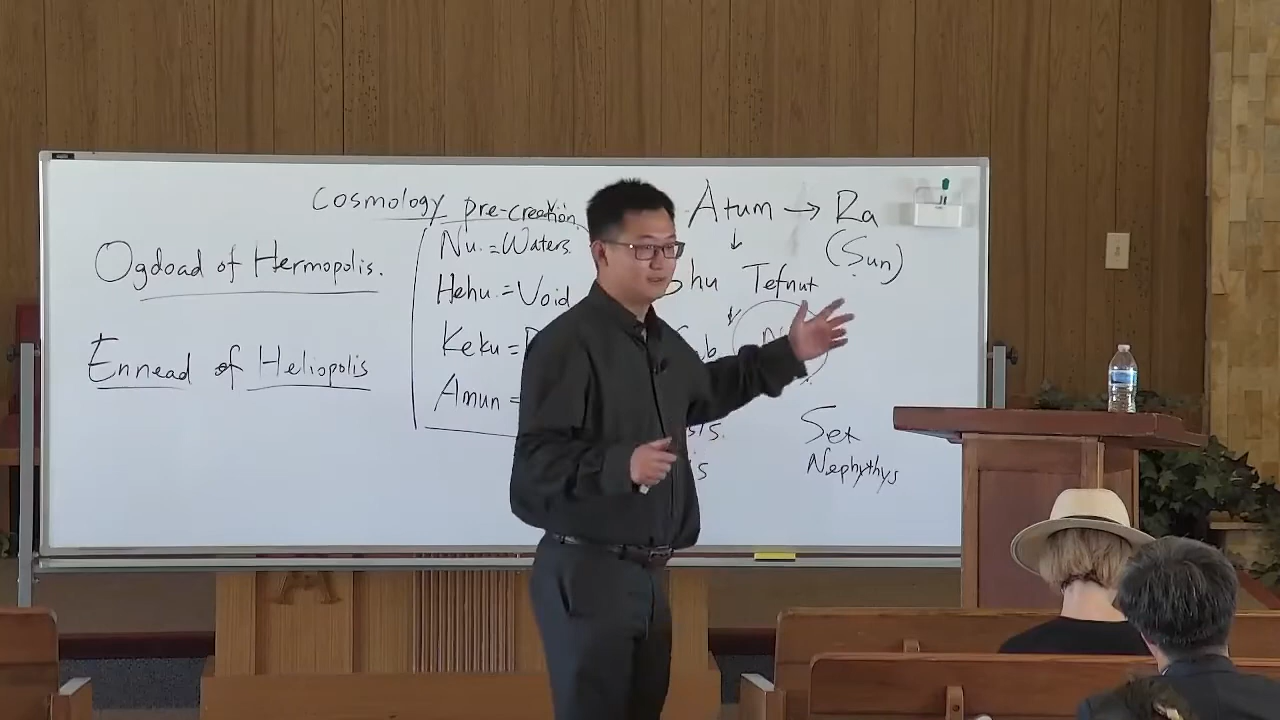 Cosmology pre-creation
Ogdoad of Hermopolis.
Ennead of Heliopolis
Nu. = Waters.
Hehu. = Void
Keku =
Amun =
Atum → Ra
(Sun)
Tefnut
Set
Nephythys